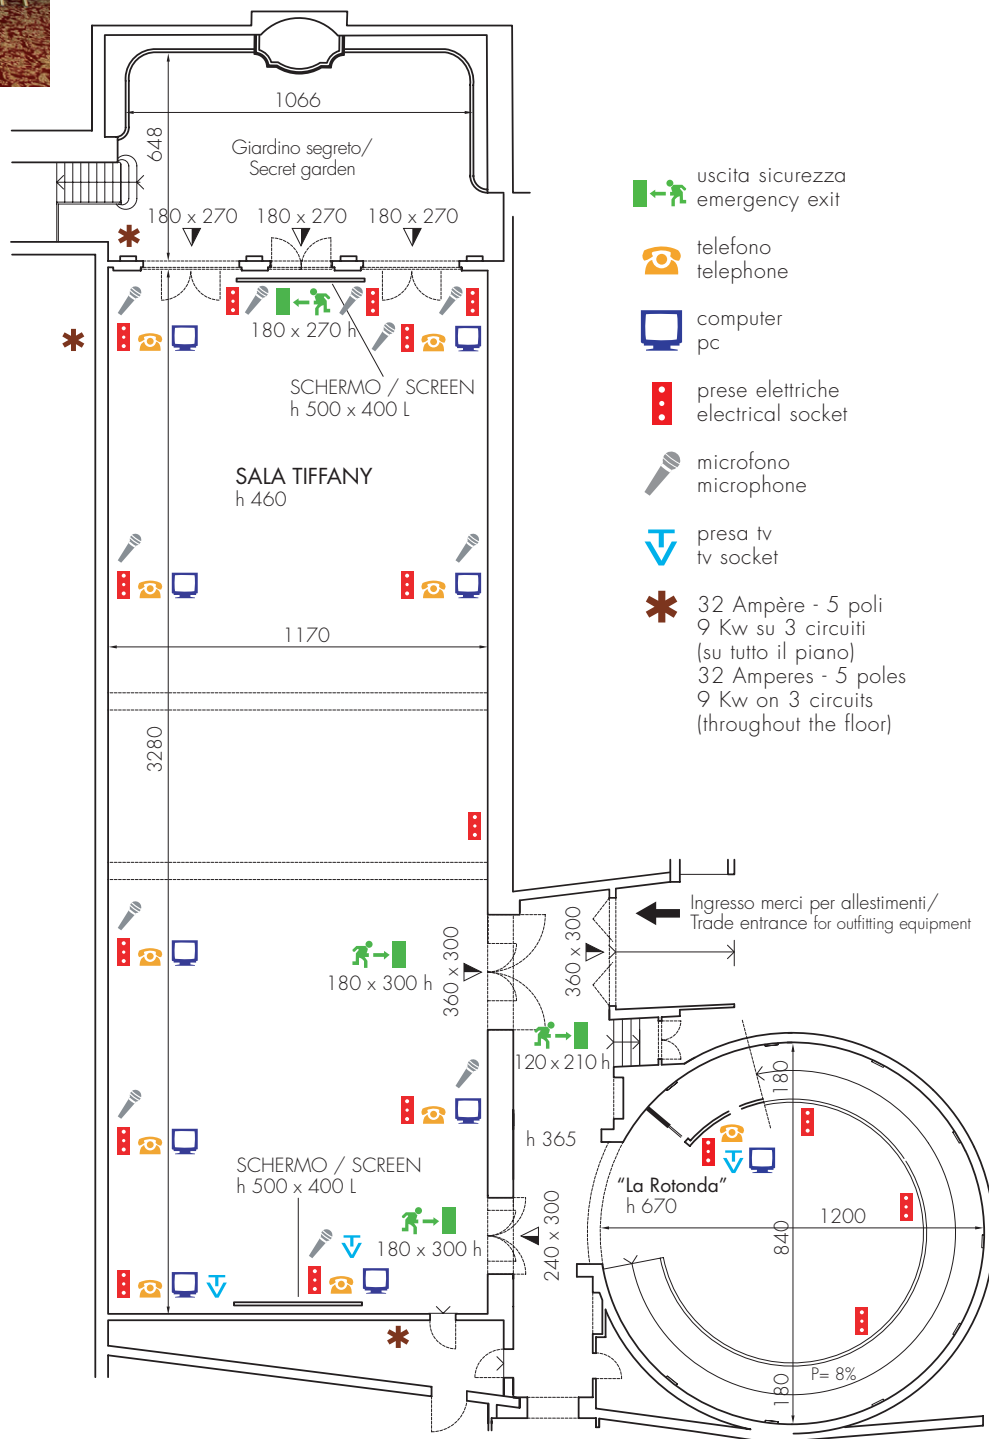 1066
648
Giardino segreto/
Secret garden
180 x 270
180 x 270
180 x 270
180 x 270 h
SCHERMO / SCREEN
h 500 x 400 L
SALA TIFFANY
h 460
1170
3280
uscita sicurezza
emergency exit
telefono
telephone
computer
pc
prese elettriche
electrical socket
microfono
microphone
presa tv
tv socket
32 Ampère - 5 poli
9 Kw su 3 circuiti
(su tutto il piano)
32 Amperes - 5 poles
9 Kw on 3 circuits
(throughout the floor)
Ingresso merci per allestimenti/
Trade entrance for outfitting equipment
180 x 300 h
360 x 300
360 x 300
120 x 210 h
h 365
SCHERMO / SCREEN
h 500 x 400 L
180 x 300 h
240 x 300
180
"La Rotonda"
h 670
1200
840
P= 8%
180